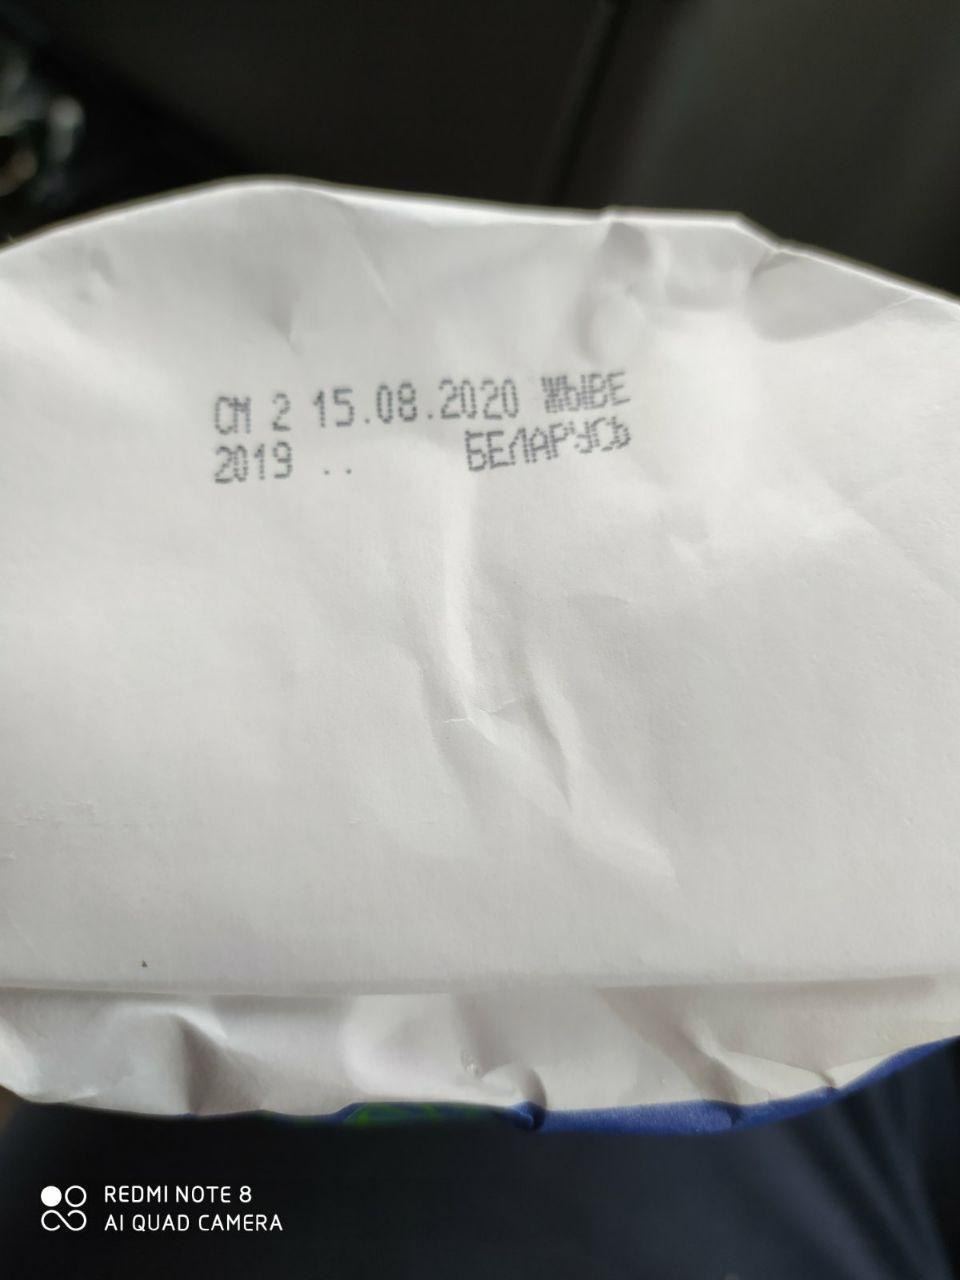 СМ 2 15.08.2020 ЖЫВЕ
2019 .. БЕЛАРУСЬ
REDMI NOTE 8
AI QUAD CAMERA